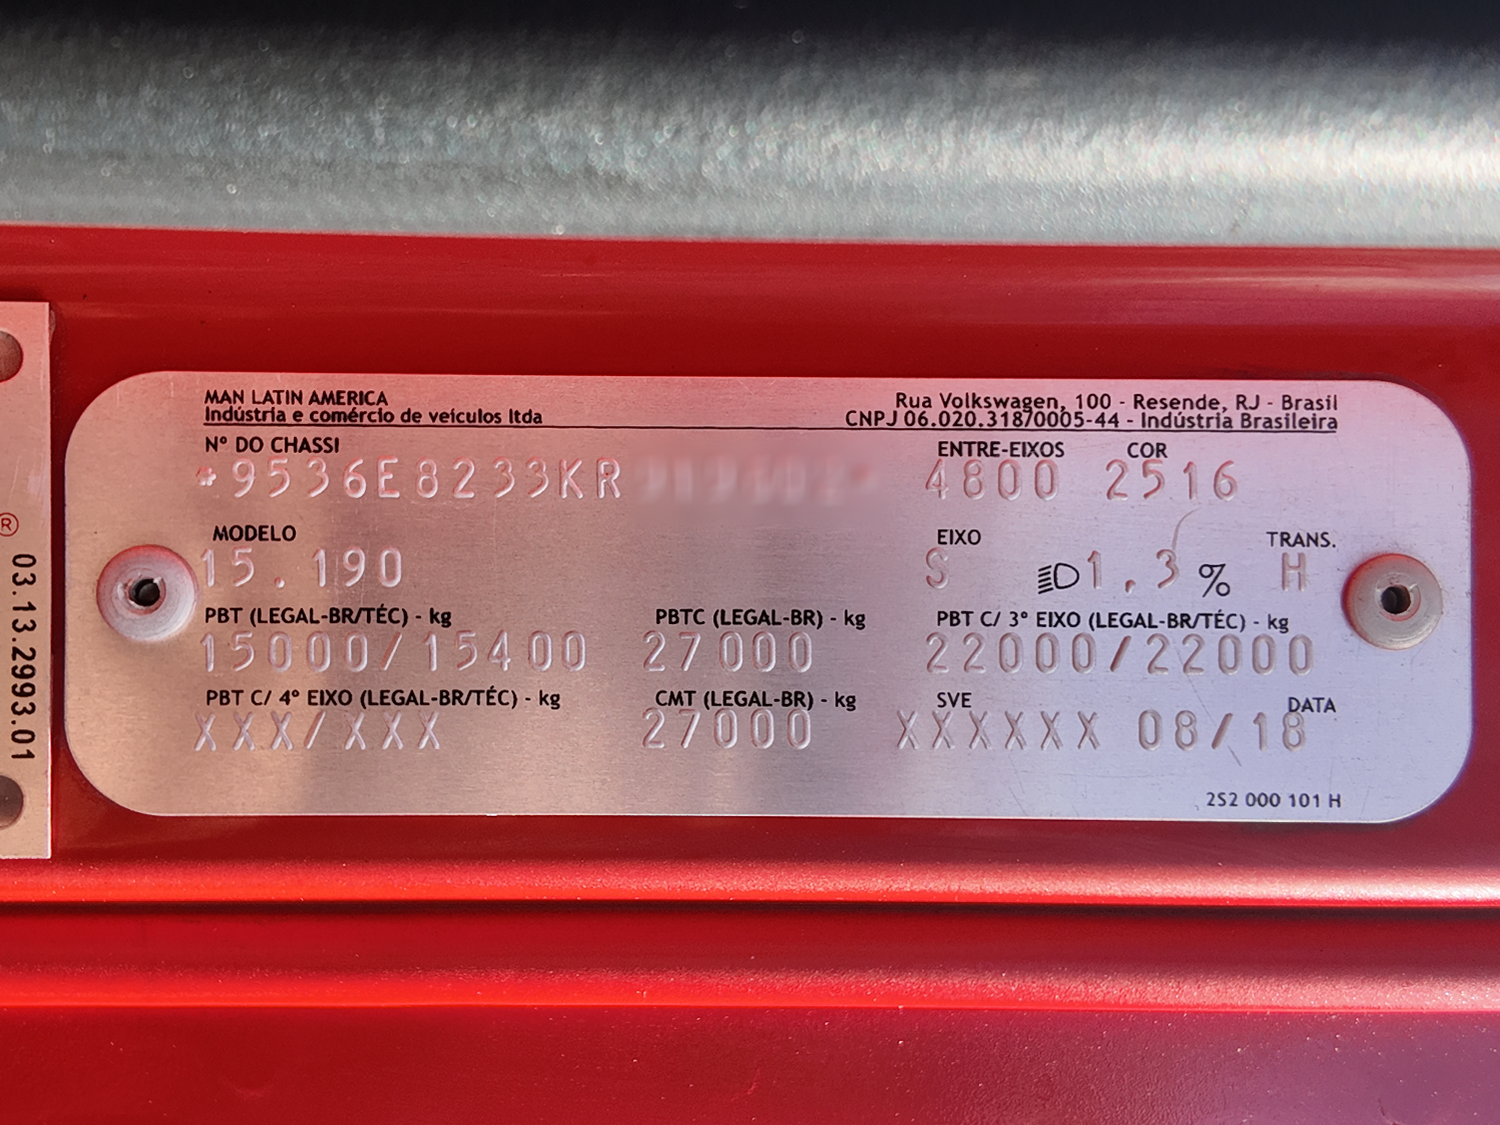 MAN LATIN AMERICA
Indústria e comércio de veículos ltda
Rua Volkswagen, 100 - Resende, RJ - Brasil
CNPJ 06.020.31870005-44 - Indústria Brasileira
Nº DO CHASSI
*9536E8233KR
ENTRE-EIXOS COR
4800 2516
MODELO
15.190
EIXO TRANS.
S 1,3 % H
PBT (LEGAL-BR/TÉC) - kg
15000/15400
PBTC (LEGAL-BR) - kg
27000
PBT C/ 3º EIXO (LEGAL-BR/TÉC) - kg
22000/22000
PBT C/ 4º EIXO (LEGAL-BR/TÉC) - kg
XXX/XXX
CMT (LEGAL-BR) - kg
27000
SVE DATA
XXXXXX 08/18
2S2 000 101 H
® 03.13.2993.01